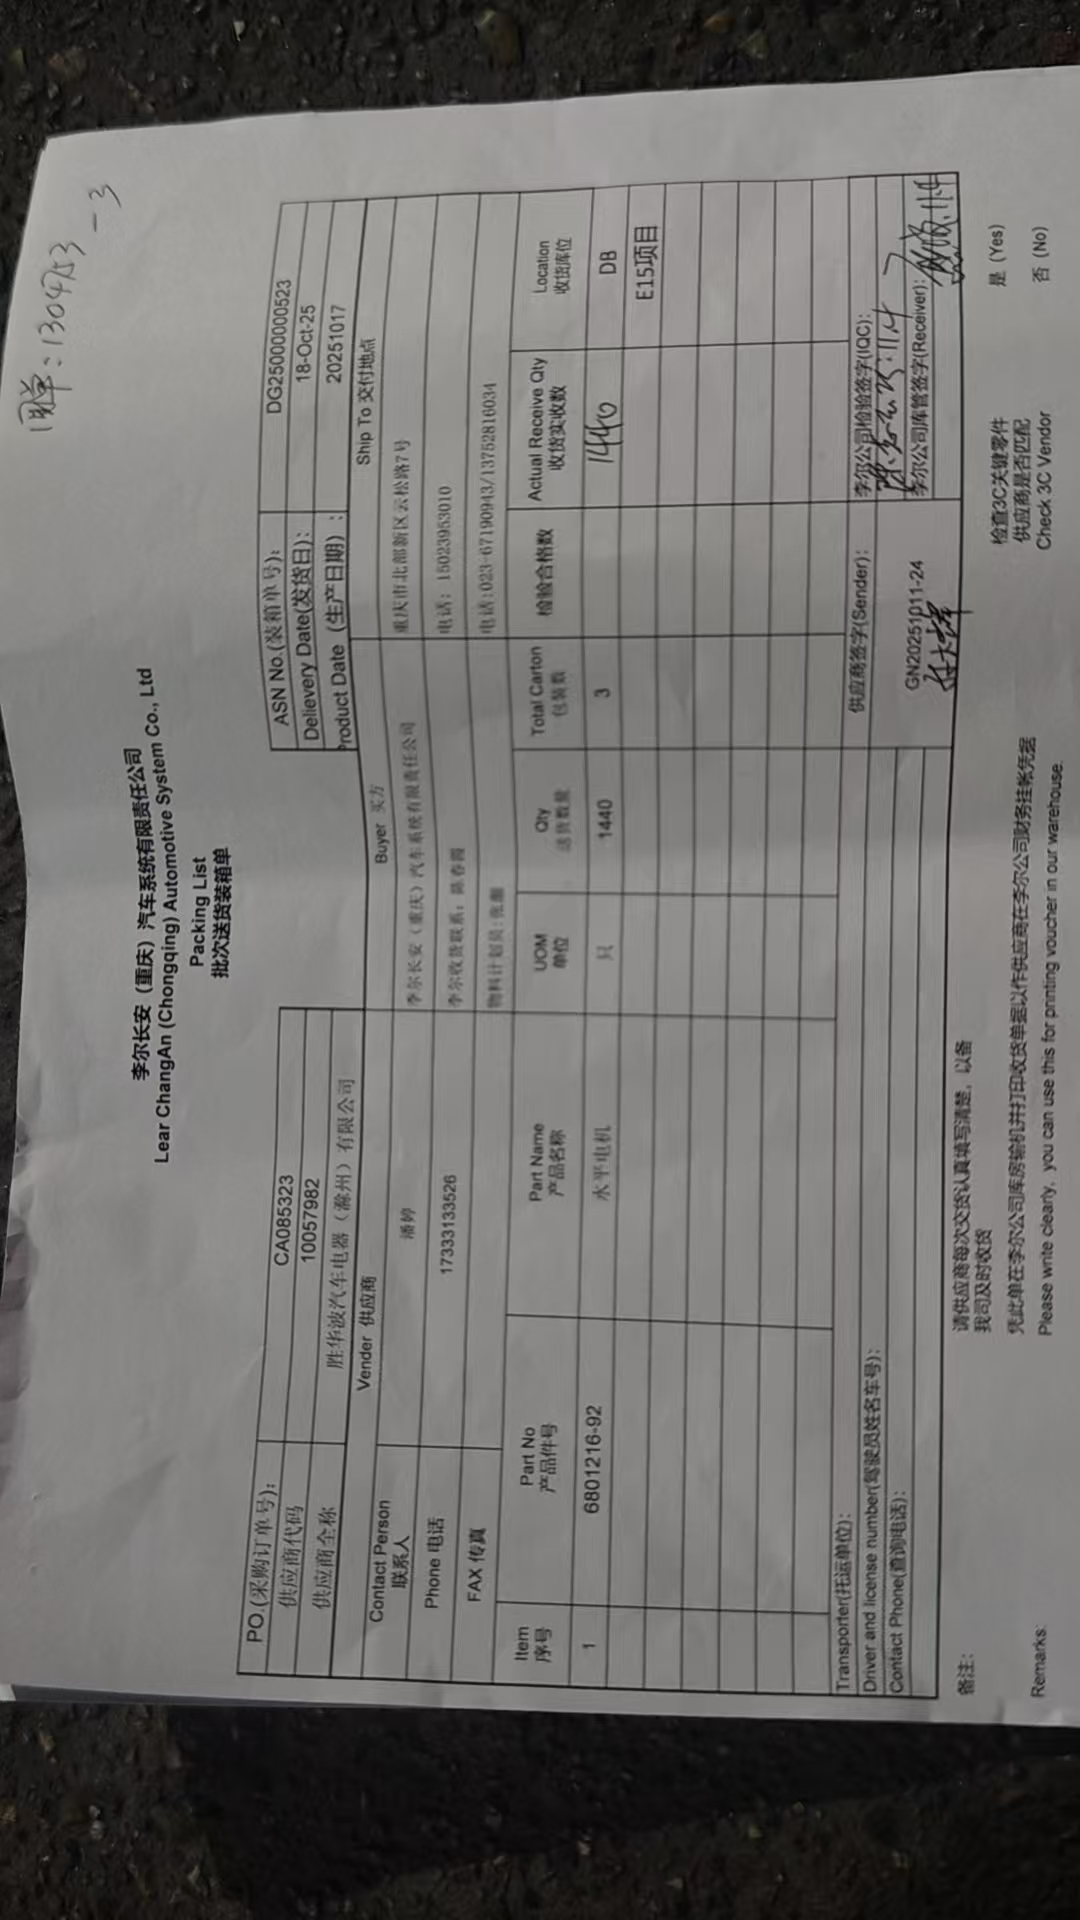 回单:1304753-3
李尔长安（重庆）汽车系统有限责任公司
Lear ChangAn (Chongqing) Automotive System Co., Ltd
Packing List
批次送货装箱单
PO.(采购订单号): CA085323 ASN No.(装箱单号): DG25000000523
供应商代码 10057982 Delievery Date(发货日): 18-Oct-25
供应商全称 胜华波汽车电器（滁州）有限公司 Product Date（生产日期）: 20251017
Vender 供应商 Buyer 买方 Ship To 交付地点
Contact Person 联系人 潘婷 李尔长安（重庆）汽车系统有限责任公司 重庆市北部新区云松路7号
Phone 电话 17333133526 李尔收货联系: 陈春阁 电话: 15023953010
FAX 传真 物料计划员: 电话:023-67190943/13752816034
Item 序号 Part No 产品件号 Part Name 产品名称 UOM 单位 Qty 送货数量 Total Carton 包装数 检验合格数 Actual Receive Qty 收货实收数 Location 收货库位
1 6801216-92 水平电机 只 1440 3 1440 DB
E15项目
Transporter(托运单位): 供应商签字(Sender): 李尔公司检验签字(IQC):
Driver and license number(驾驶员姓名车号): 11.4
Contact Phone(查询电话): GN20251011-24 李尔公司库管签字(Receiver): 11.4
备注: 请供应商每次交货认真填写清楚，以备
我司及时收货
检查3C关键零件 是 (Yes)
供应商是否匹配
凭此单在李尔公司库房输机并打印收货单据以作供应商在李尔公司财务挂帐凭据
Remarks: Please write clearly, you can use this for printing voucher in our warehouse. Check 3C Vendor 否 (No)